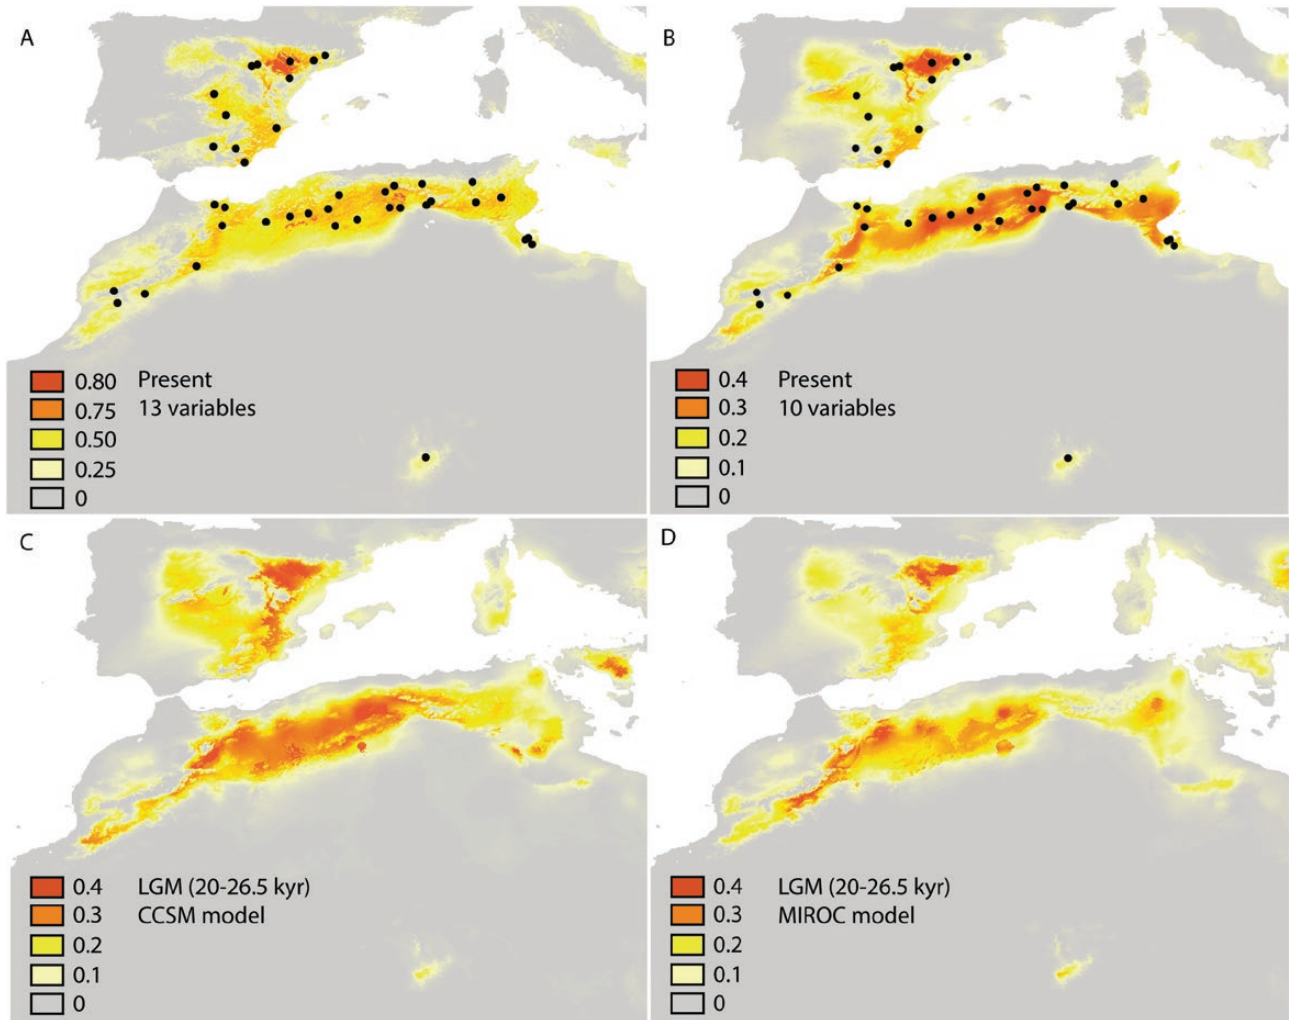 A
0.80 Present
0.75 13 variables
0.50
0.25
0
B
0.4 Present
0.3 10 variables
0.2
0.1
0
C
0.4 LGM (20-26.5 kyr)
0.3 CCSM model
0.2
0.1
0
D
0.4 LGM (20-26.5 kyr)
0.3 MIROC model
0.2
0.1
0